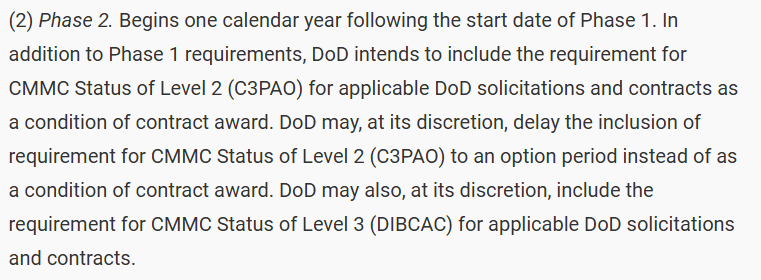 (2) Phase 2. Begins one calendar year following the start date of Phase 1. In
addition to Phase 1 requirements, DoD intends to include the requirement for
CMMC Status of Level 2 (C3PAO) for applicable DoD solicitations and contracts as
a condition of contract award. DoD may, at its discretion, delay the inclusion of
requirement for CMMC Status of Level 2 (C3PAO) to an option period instead of as
a condition of contract award. DoD may also, at its discretion, include the
requirement for CMMC Status of Level 3 (DIBCAC) for applicable DoD solicitations
and contracts.